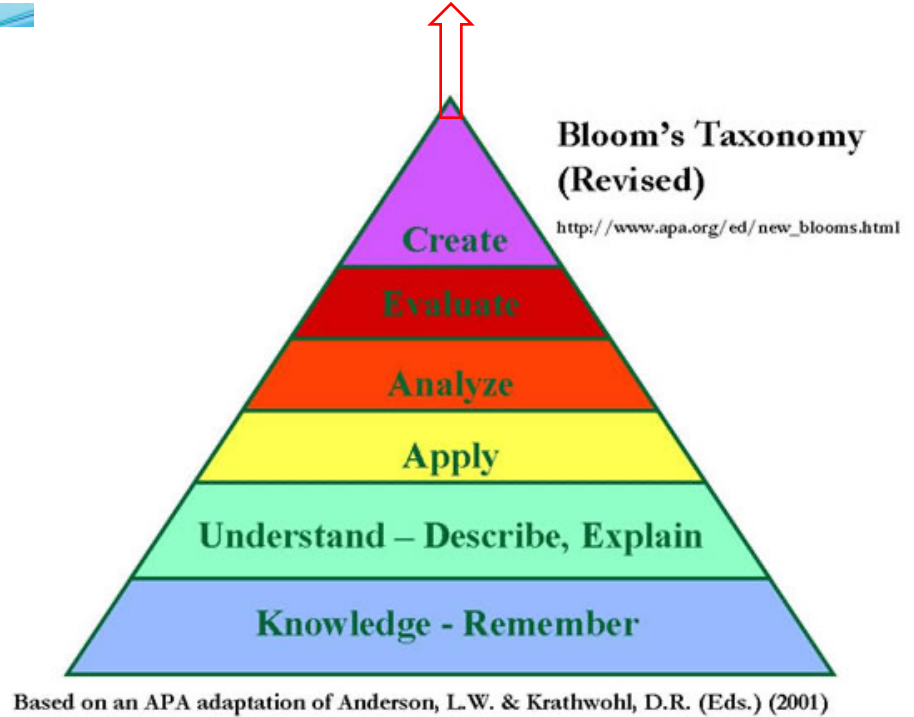 Bloom's Taxonomy
(Revised)
http://www.apa.org/ed/new_blooms.html
Create
Evaluate
Analyze
Apply
Understand – Describe, Explain
Knowledge - Remember
Based on an APA adaptation of Anderson, L.W. & Krathwohl, D.R. (Eds.) (2001)